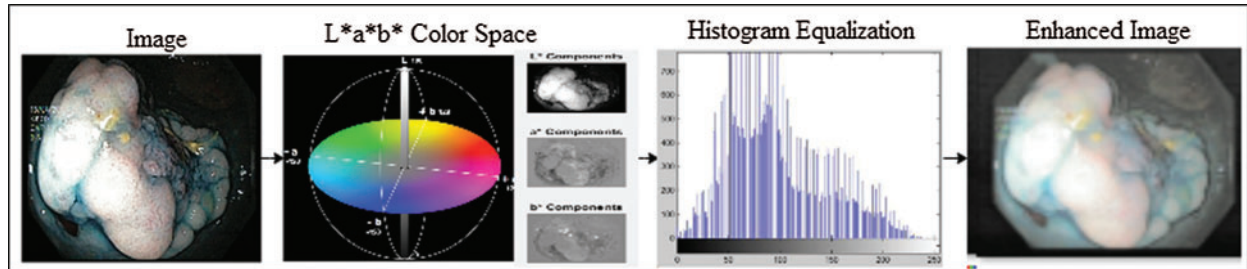 Image
L*a*b* Color Space
Histogram Equalization
Enhanced Image
L* Components
a* Components
b* Components
- a
+ b
- b
700
600
500
400
300
200
100
0
0
50
100
150
200
250